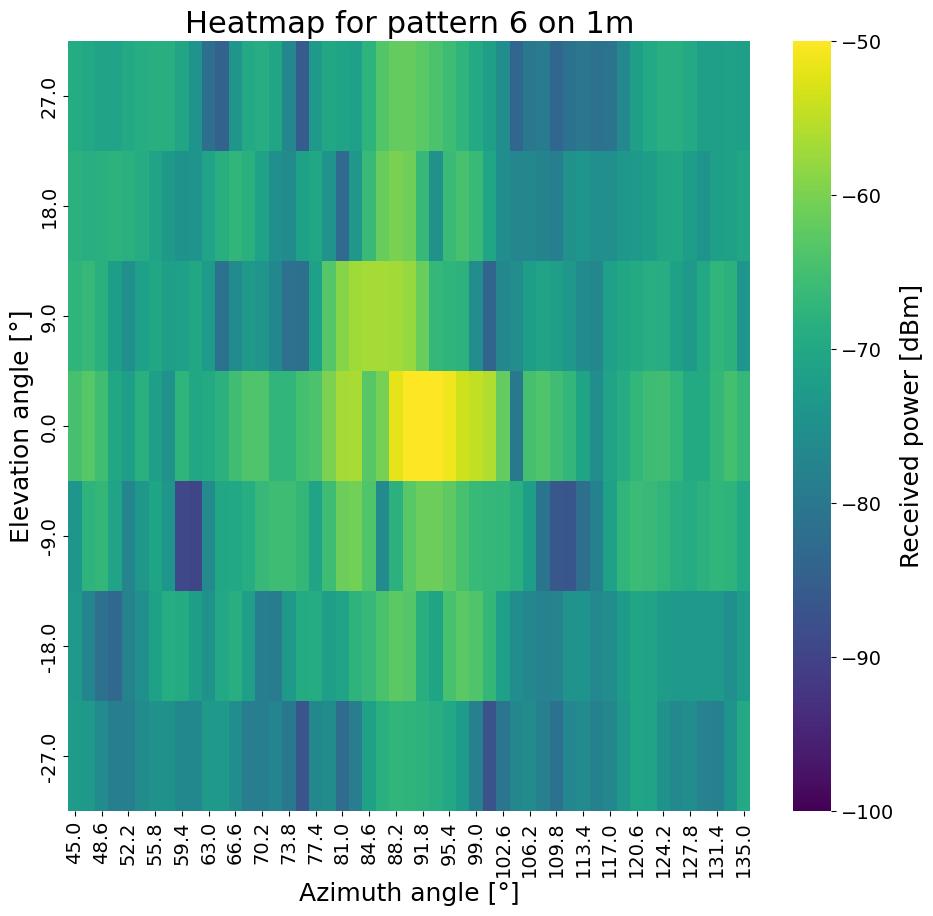 Heatmap for pattern 6 on 1m
Elevation angle [°]
27.0
18.0
9.0
0.0
-9.0
-18.0
-27.0
45.0 48.6 52.2 55.8 59.4 63.0 66.6 70.2 73.8 77.4 81.0 84.6 88.2 91.8 95.4 99.0 102.6 106.2 109.8 113.4 117.0 120.6 124.2 127.8 131.4 135.0
Azimuth angle [°]
−50
−60
−70
−80
−90
−100
Received power [dBm]